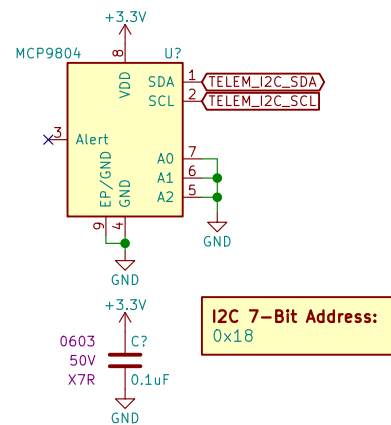 +3.3V
MCP9804
U?
8
VDD
SDA
1
TELEM_I2C_SDA
SCL
2
TELEM_I2C_SCL
3
Alert
A0
7
A1
6
A2
5
EP/GND
GND
9
4
GND
GND
+3.3V
0603
C?
50V
X7R
0.1uF
GND
I2C 7-Bit Address:
0x18